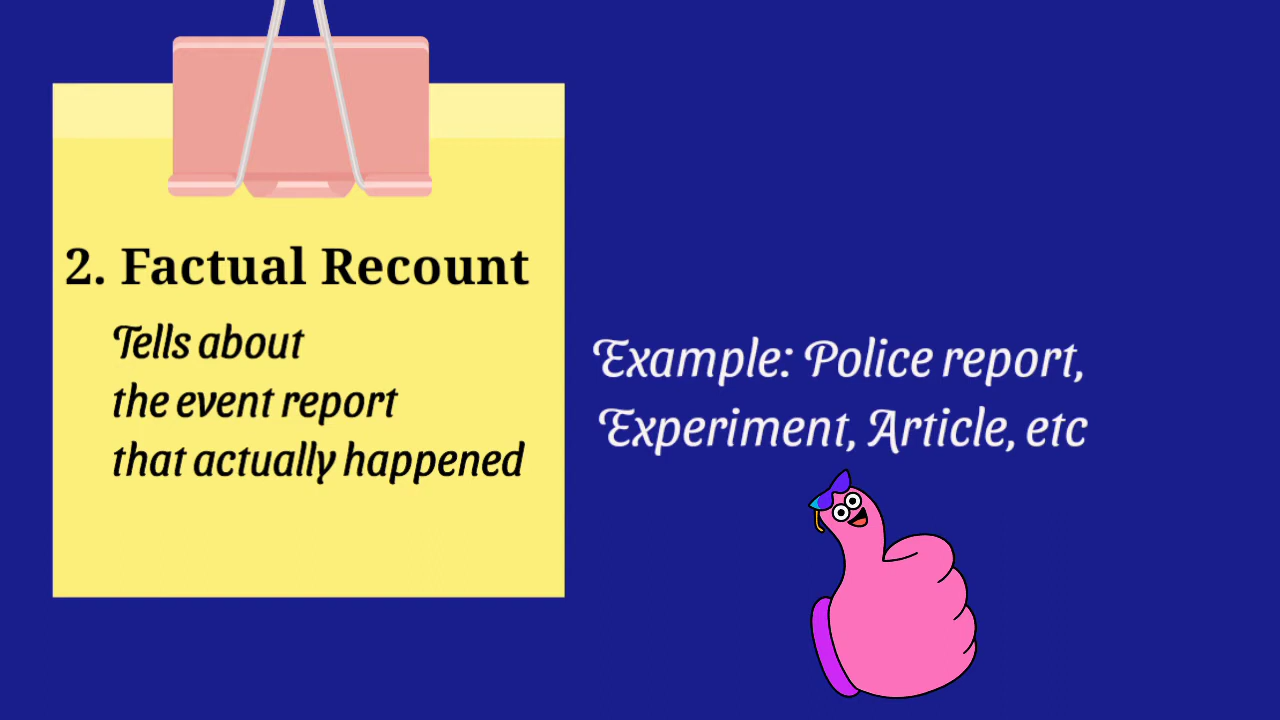 2. Factual Recount
Tells about
the event report
that actually happened
Example: Police report,
Experiment, Article, etc